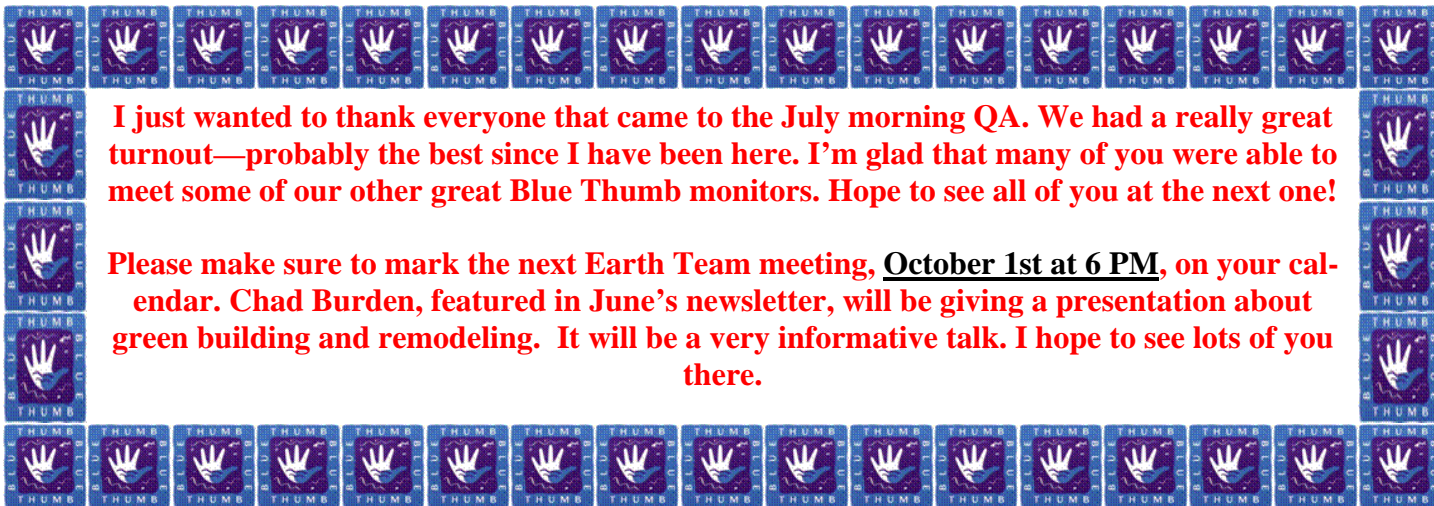 THUMB BLUE THUMB BLUE
I just wanted to thank everyone that came to the July morning QA. We had a really great
turnout—probably the best since I have been here. I’m glad that many of you were able to
meet some of our other great Blue Thumb monitors. Hope to see all of you at the next one!
Please make sure to mark the next Earth Team meeting, October 1st at 6 PM, on your cal-
endar. Chad Burden, featured in June’s newsletter, will be giving a presentation about
green building and remodeling. It will be a very informative talk. I hope to see lots of you
there.